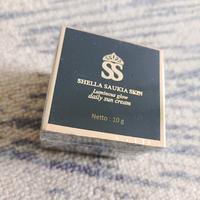 SS
SHELLA SAUKIA SKIN
Luminous glow
daily sun cream
Netto : 10 g